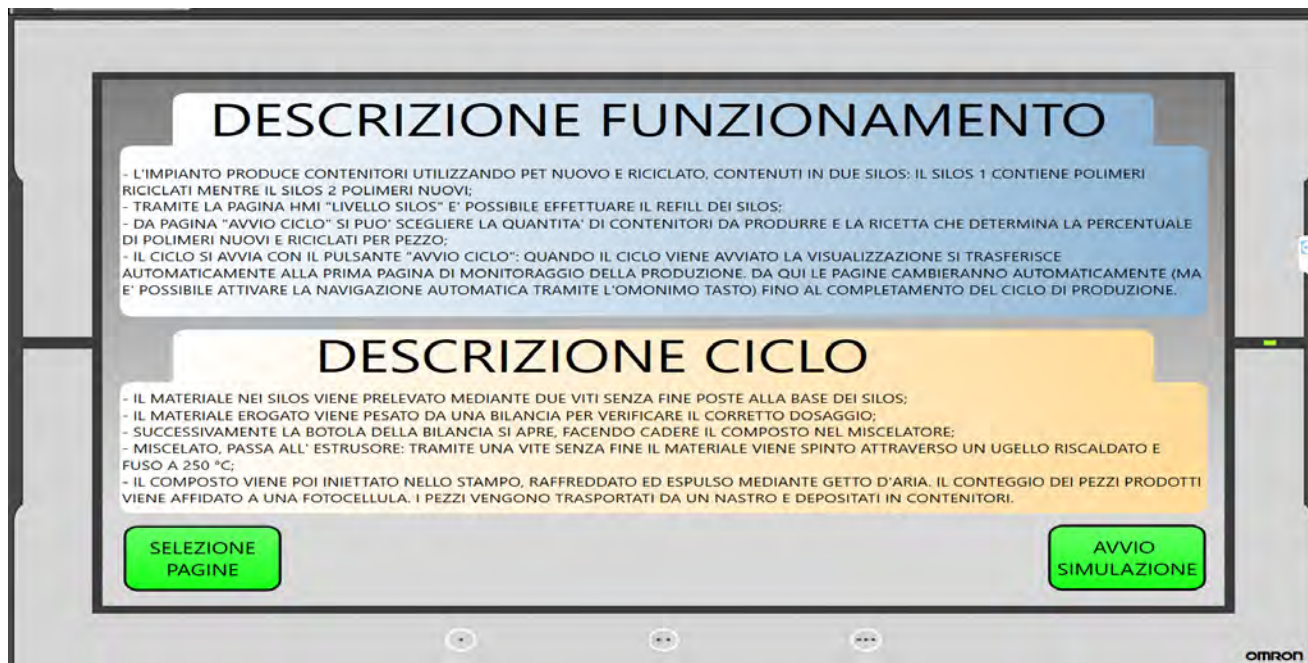 DESCRIZIONE FUNZIONAMENTO
- L'IMPIANTO PRODUCE CONTENITORI UTILIZZANDO PET NUOVO E RICICLATO, CONTENUTI IN DUE SILOS: IL SILOS 1 CONTIENE POLIMERI
RICICLATI MENTRE IL SILOS 2 POLIMERI NUOVI;
- TRAMITE LA PAGINA HMI "LIVELLO SILOS" E' POSSIBILE EFFETTUARE IL REFILL DEI SILOS;
- DA PAGINA "AVVIO CICLO" SI PUO' SCEGLIERE LA QUANTITA' DI CONTENITORI DA PRODURRE E LA RICETTA CHE DETERMINA LA PERCENTUALE
DI POLIMERI NUOVI E RICICLATI PER PEZZO;
- IL CICLO SI AVVIA CON IL PULSANTE "AVVIO CICLO": QUANDO IL CICLO VIENE AVVIATO LA VISUALIZZAZIONE SI TRASFERISCE
AUTOMATICAMENTE ALLA PRIMA PAGINA DI MONITORAGGIO DELLA PRODUZIONE. DA QUI LE PAGINE CAMBIERANNO AUTOMATICAMENTE (MA
E' POSSIBILE ATTIVARE LA NAVIGAZIONE AUTOMATICA TRAMITE L'OMONIMO TASTO) FINO AL COMPLETAMENTO DEL CICLO DI PRODUZIONE.
DESCRIZIONE CICLO
- IL MATERIALE NEI SILOS VIENE PRELEVATO MEDIANTE DUE VITI SENZA FINE POSTE ALLA BASE DEI SILOS;
- IL MATERIALE EROGATO VIENE PESATO DA UNA BILANCIA PER VERIFICARE IL CORRETTO DOSAGGIO;
- SUCCESSIVAMENTE LA BOTOLA DELLA BILANCIA SI APRE, FACENDO CADERE IL COMPOSTO NEL MISCELATORE;
- MISCELATO, PASSA ALL' ESTRUSORE: TRAMITE UNA VITE SENZA FINE IL MATERIALE VIENE SPINTO ATTRAVERSO UN UGELLO RISCALDATO E
FUSO A 250 °C;
- IL COMPOSTO VIENE POI INIETTATO NELLO STAMPO, RAFFREDDATO ED ESPULSO MEDIANTE GETTO D'ARIA. IL CONTEGGIO DEI PEZZI PRODOTTI
VIENE AFFIDATO A UNA FOTOCELLULA. I PEZZI VENGONO TRASPORTATI DA UN NASTRO E DEPOSITATI IN CONTENITORI.
SELEZIONE
PAGINE
AVVIO
SIMULAZIONE
OMRON